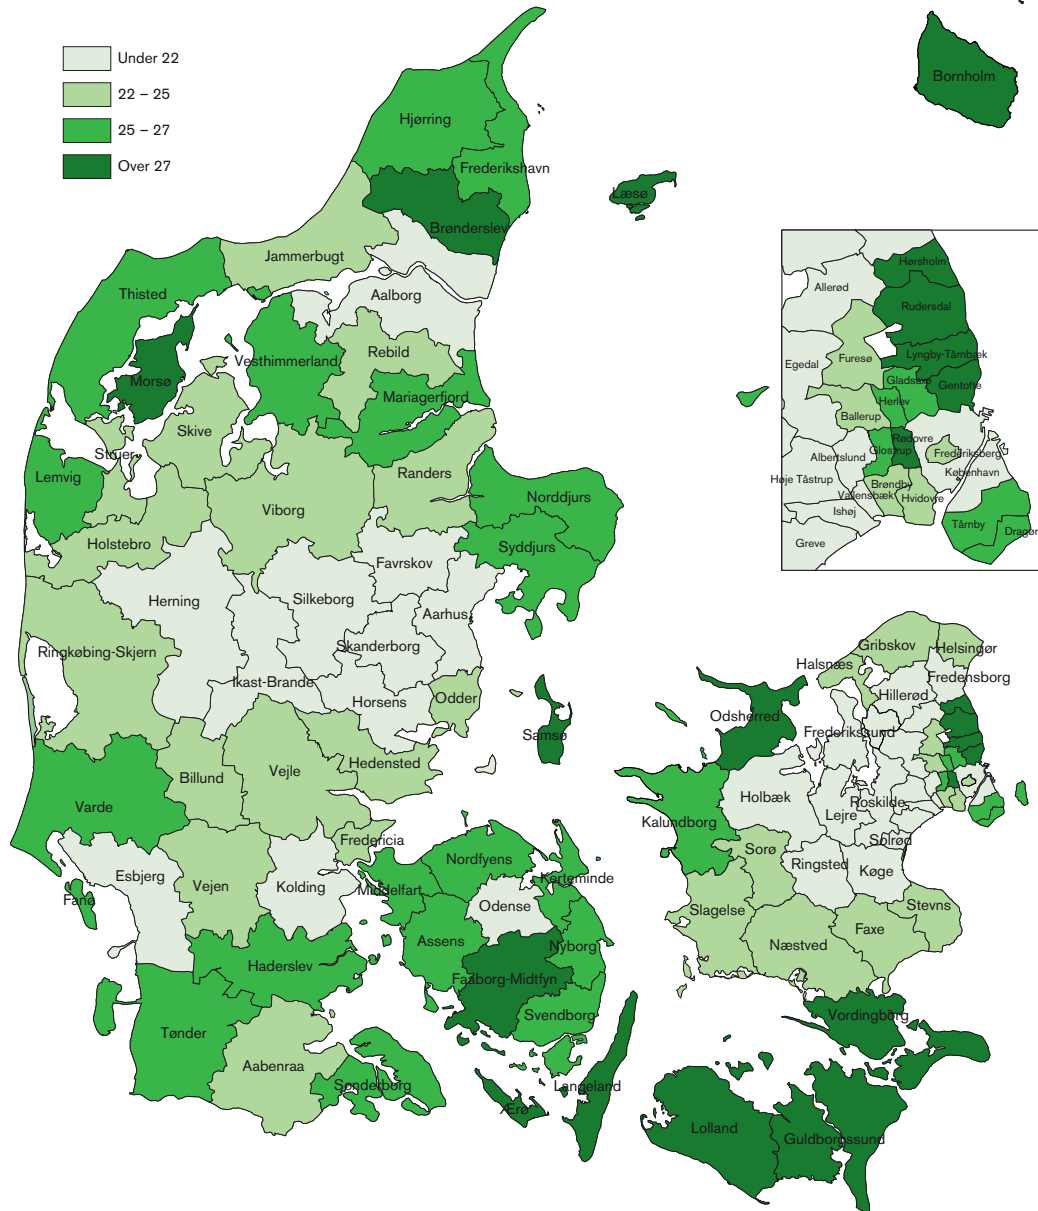 Under 22
22 – 25
25 – 27
Over 27
Bornholm
Hjørring
Frederikshavn
Læsø
Brønderslev
Jammerbugt
Thisted
Aalborg
Vesthimmerland
Rebild
Morsø
Mariagerfjord
Skive
Struer
Lemvig
Randers
Norddjurs
Viborg
Holstebro
Syddjurs
Favrskov
Herning
Silkeborg
Aarhus
Skanderborg
Ringkøbing-Skjern
Ikast-Brande
Horsens
Odder
Samsø
Hedensted
Billund
Vejle
Varde
Fredericia
Esbjerg
Vejen
Kolding
Fanø
Middelfart
Nordfyens
Kerteminde
Odense
Assens
Nyborg
Haderslev
Faaborg-Midtfyn
Svendborg
Tønder
Aabenraa
Sønderborg
Langeland
Ærø
Hørsholm
Allerød
Rudersdal
Lyngby-Tårnbæk
Furesø
Egedal
Gladsaxe
Gentofte
Herlev
Ballerup
Rødovre
Glostrup
Frederiksberg
Albertslund
København
Høje Tåstrup
Brøndby
Vallensbæk
Hvidovre
Ishøj
Tårnby
Dragør
Greve
Gribskov
Helsingør
Halsnæs
Fredensborg
Hillerød
Odsherred
Frederikssund
Holbæk
Roskilde
Lejre
Kalundborg
Solrød
Sorø
Ringsted
Køge
Slagelse
Stevns
Faxe
Næstved
Vordingborg
Lolland
Guldborgssund